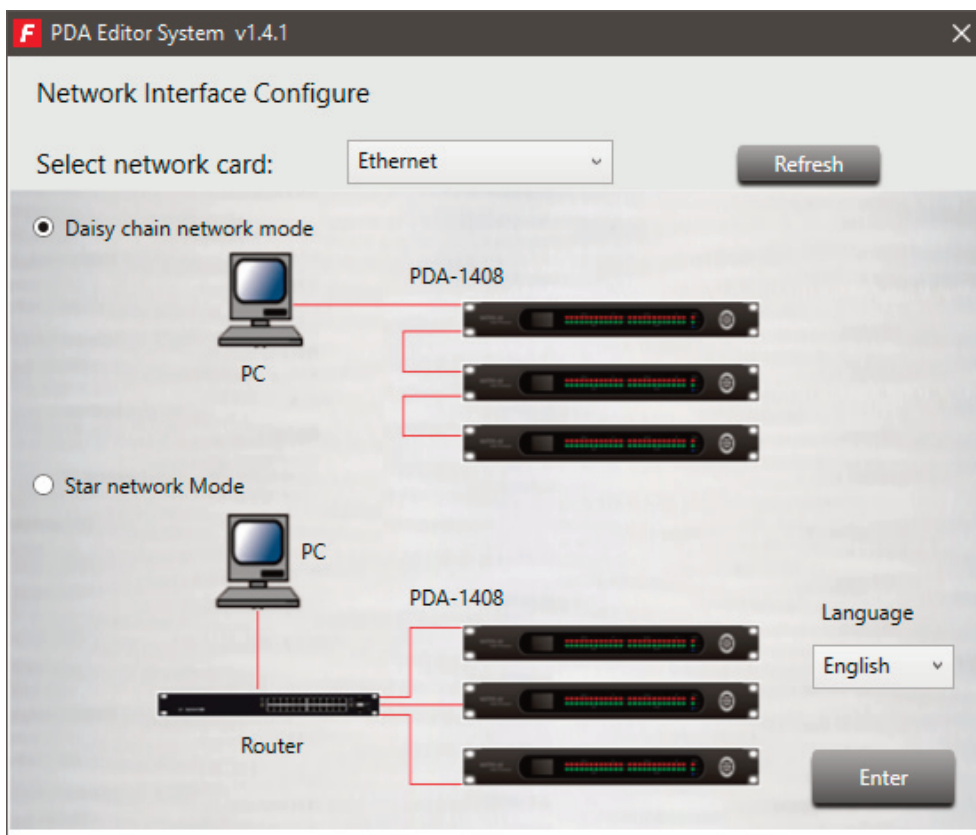 F PDA Editor System v1.4.1
Network Interface Configure
Select network card: Ethernet Refresh
Daisy chain network mode
PDA-1408
PC
Star network Mode
PC
PDA-1408
Language
English
Router
Enter